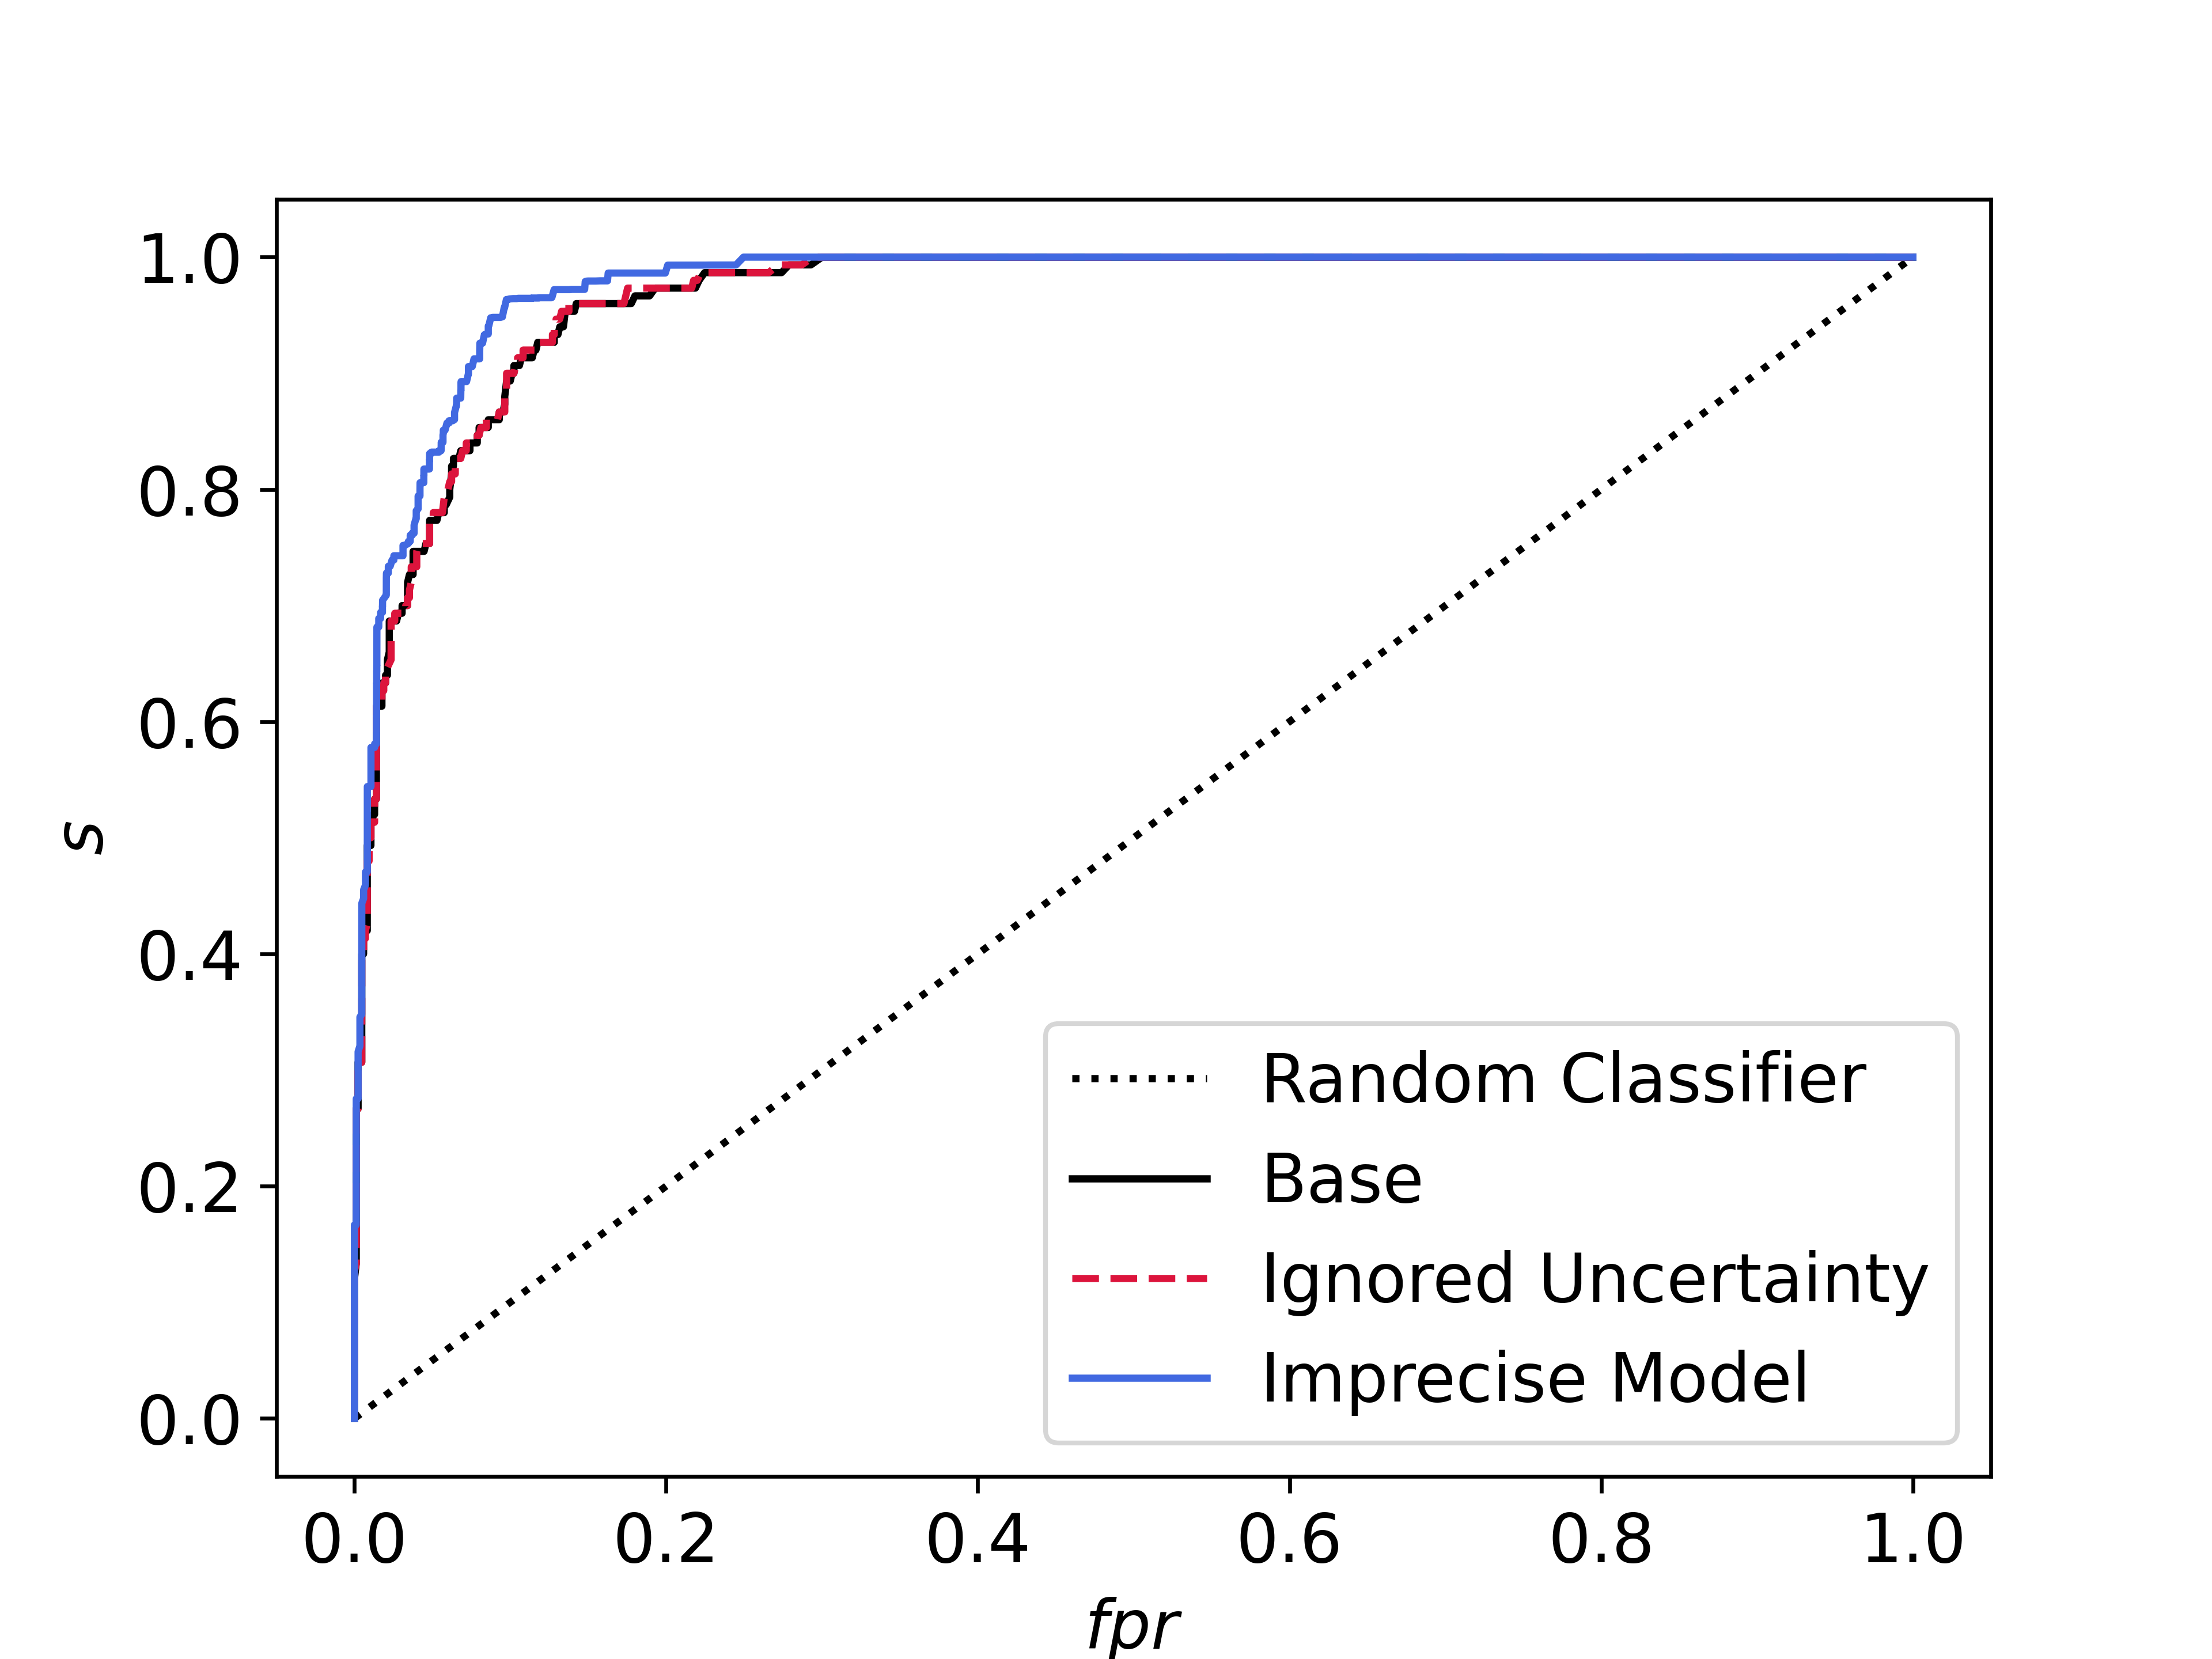 1.0
0.8
0.6
0.4
0.2
0.0
s
Random Classifier
Base
Ignored Uncertainty
Imprecise Model
0.0 0.2 0.4 0.6 0.8 1.0
fpr